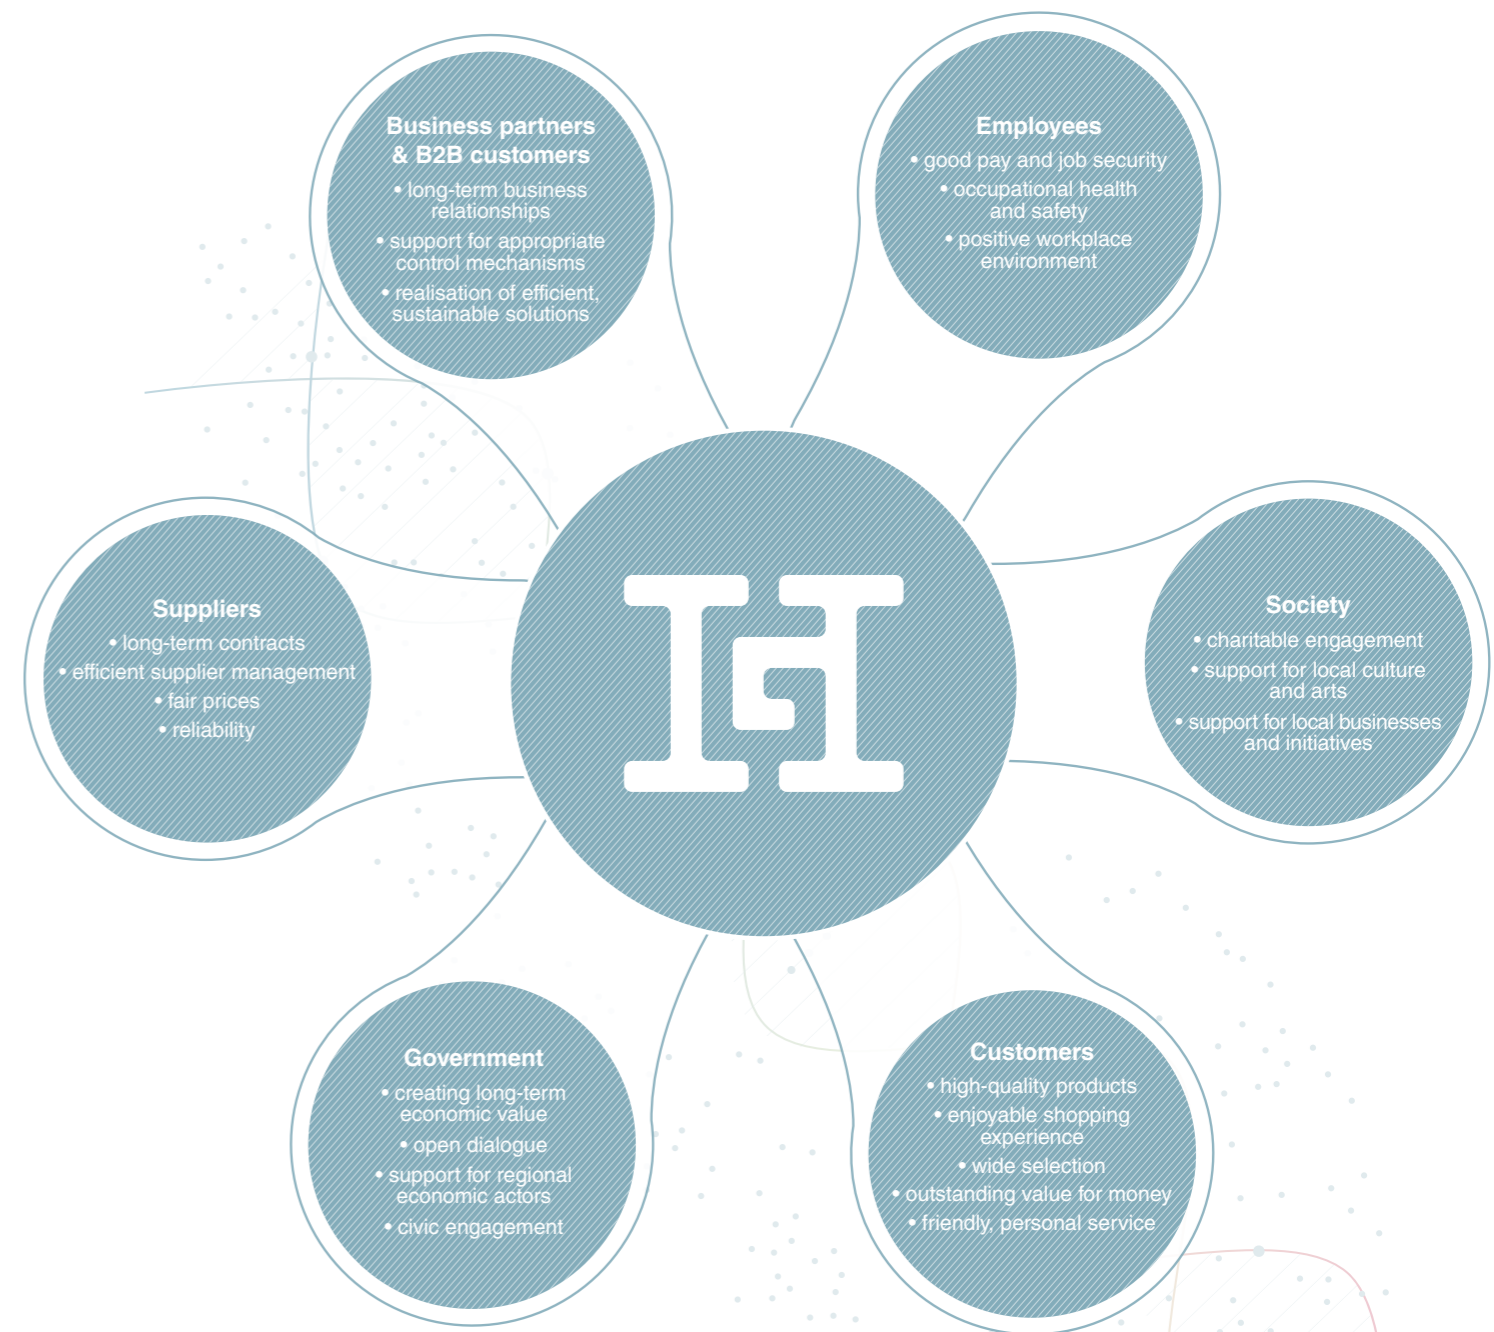 Business partners
& B2B customers
• long-term business
relationships
• support for appropriate
control mechanisms
• realisation of efficient,
sustainable solutions
Employees
• good pay and job security
• occupational health
and safety
• positive workplace
environment
Suppliers
• long-term contracts
• efficient supplier management
• fair prices
• reliability
Society
• charitable engagement
• support for local culture
and arts
• support for local businesses
and initiatives
Government
• creating long-term
economic value
• open dialogue
• support for regional
economic actors
• civic engagement
Customers
• high-quality products
• enjoyable shopping
experience
• wide selection
• outstanding value for money
• friendly, personal service